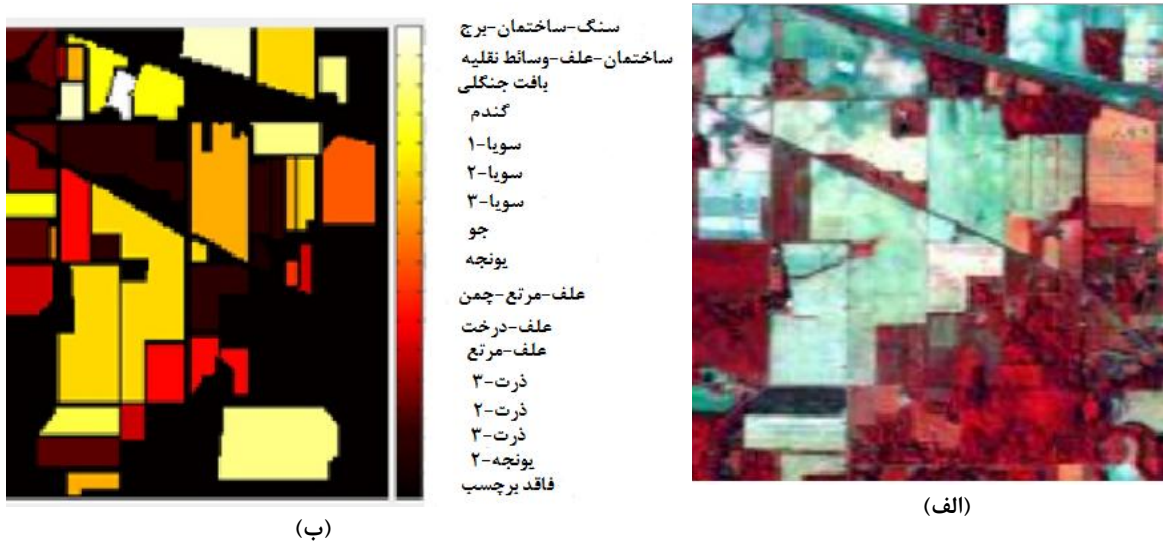 سنگ-ساختمان-برج
ساختمان-علف-وسائط نقلیه
بافت جنگلی
گندم
سویا-۱
سویا-۲
سویا-۳
جو
یونجه
علف-مرتع-چمن
علف-درخت
علف-مرتع
ذرت-۳
ذرت-۲
ذرت-۳
یونجه-۲
فاقد برچسب
(الف)
(ب)